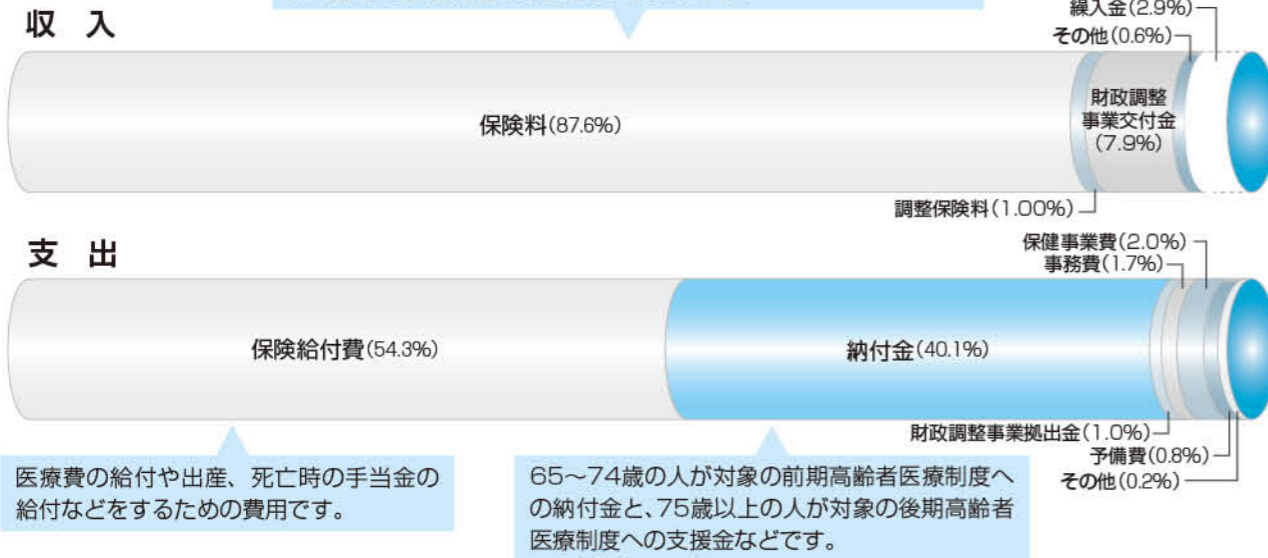 繰入金(2.9%)
収 入
その他(0.6%)
保険料(87.6%)
財政調整
事業交付金
(7.9%)
調整保険料(1.00%)
支 出
保健事業費(2.0%)
事務費(1.7%)
保険給付費(54.3%)
納付金(40.1%)
財政調整事業拠出金(1.0%)
予備費(0.8%)
その他(0.2%)
医療費の給付や出産、死亡時の手当金の
給付などをするための費用です。
65～74歳の人が対象の前期高齢者医療制度へ
の納付金と、75歳以上の人が対象の後期高齢者
医療制度への支援金などです。